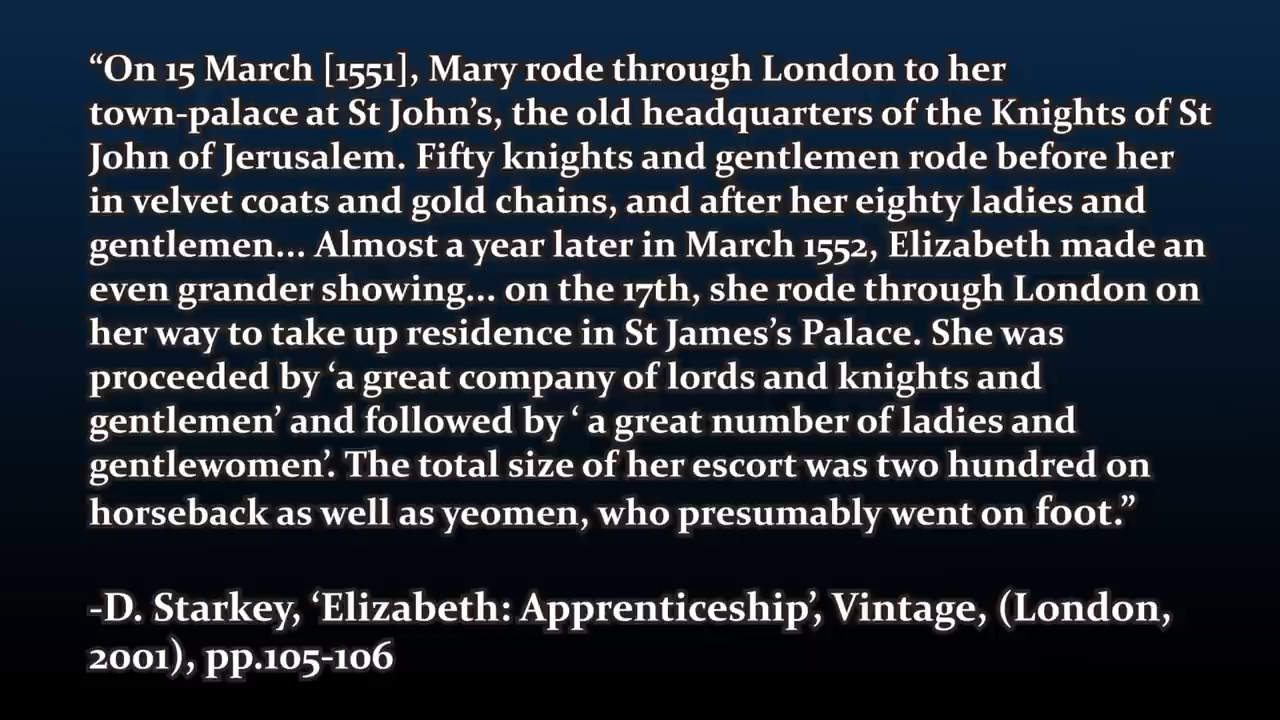 “On 15 March [1551], Mary rode through London to her
town-palace at St John’s, the old headquarters of the Knights of St
John of Jerusalem. Fifty knights and gentlemen rode before her
in velvet coats and gold chains, and after her eighty ladies and
gentlemen... Almost a year later in March 1552, Elizabeth made an
even grander showing... on the 17th, she rode through London on
her way to take up residence in St James’s Palace. She was
proceeded by ‘a great company of lords and knights and
gentlemen’ and followed by ‘ a great number of ladies and
gentlewomen’. The total size of her escort was two hundred on
horseback as well as yeomen, who presumably went on foot.”
-D. Starkey, ‘Elizabeth: Apprenticeship’, Vintage, (London,
2001), pp.105-106